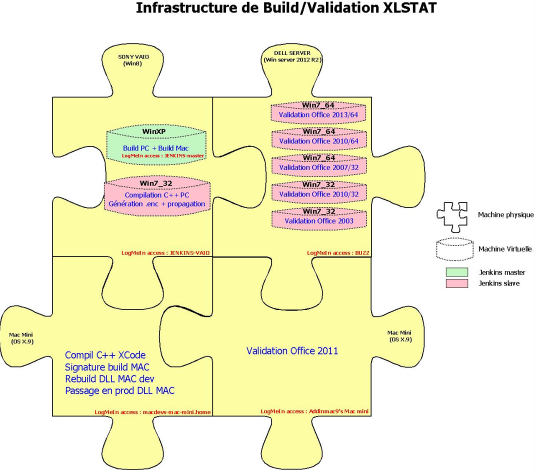 Infrastructure de Build/Validation XLSTAT
SONY VAIO
(Win8)
DELL SERVER
(Win server 2012 R2)
WinXP
Build PC + Build Mac
LogMeIn access : JENKINS-master
Win7_32
Compilation C++ PC
Génération .enc + propagation
LogMeIn access : JENKINS-VAIO
Win7_64
Validation Office 2013/64
Win7_64
Validation Office 2010/64
Win7_64
Validation Office 2007/32
Win7_32
Validation Office 2010/32
Win7_32
Validation Office 2003
LogMeIn access : BUZZ
Machine physique
Machine Virtuelle
Jenkins master
Jenkins slave
Mac Mini
(OS X.9)
Compil C++ XCode
Signature build MAC
Rebuild DLL MAC dev
Passage en prod DLL MAC
LogMeIn access : macdevs-mac-mini.home
Validation Office 2011
Mac Mini
(OS X.9)
LogMeIn access : Addinmac9's Mac mini